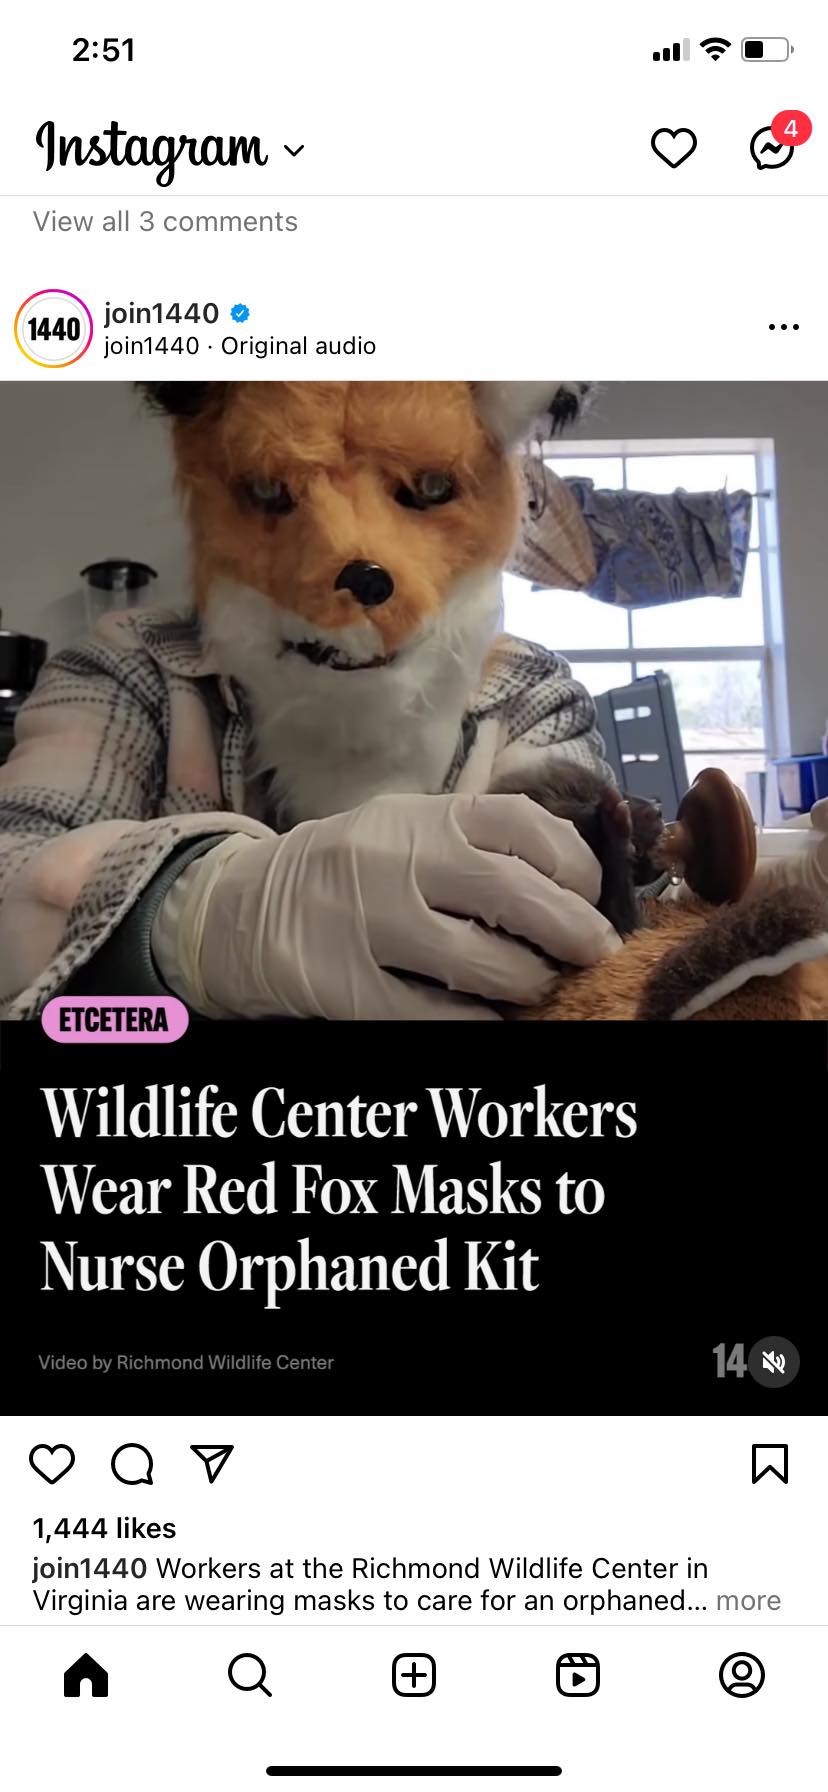 2:51
Instagram
4
View all 3 comments
1440
join1440
join1440 · Original audio
ETCETERA
Wildlife Center Workers
Wear Red Fox Masks to
Nurse Orphaned Kit
Video by Richmond Wildlife Center
14
1,444 likes
join1440 Workers at the Richmond Wildlife Center in
Virginia are wearing masks to care for an orphaned... more